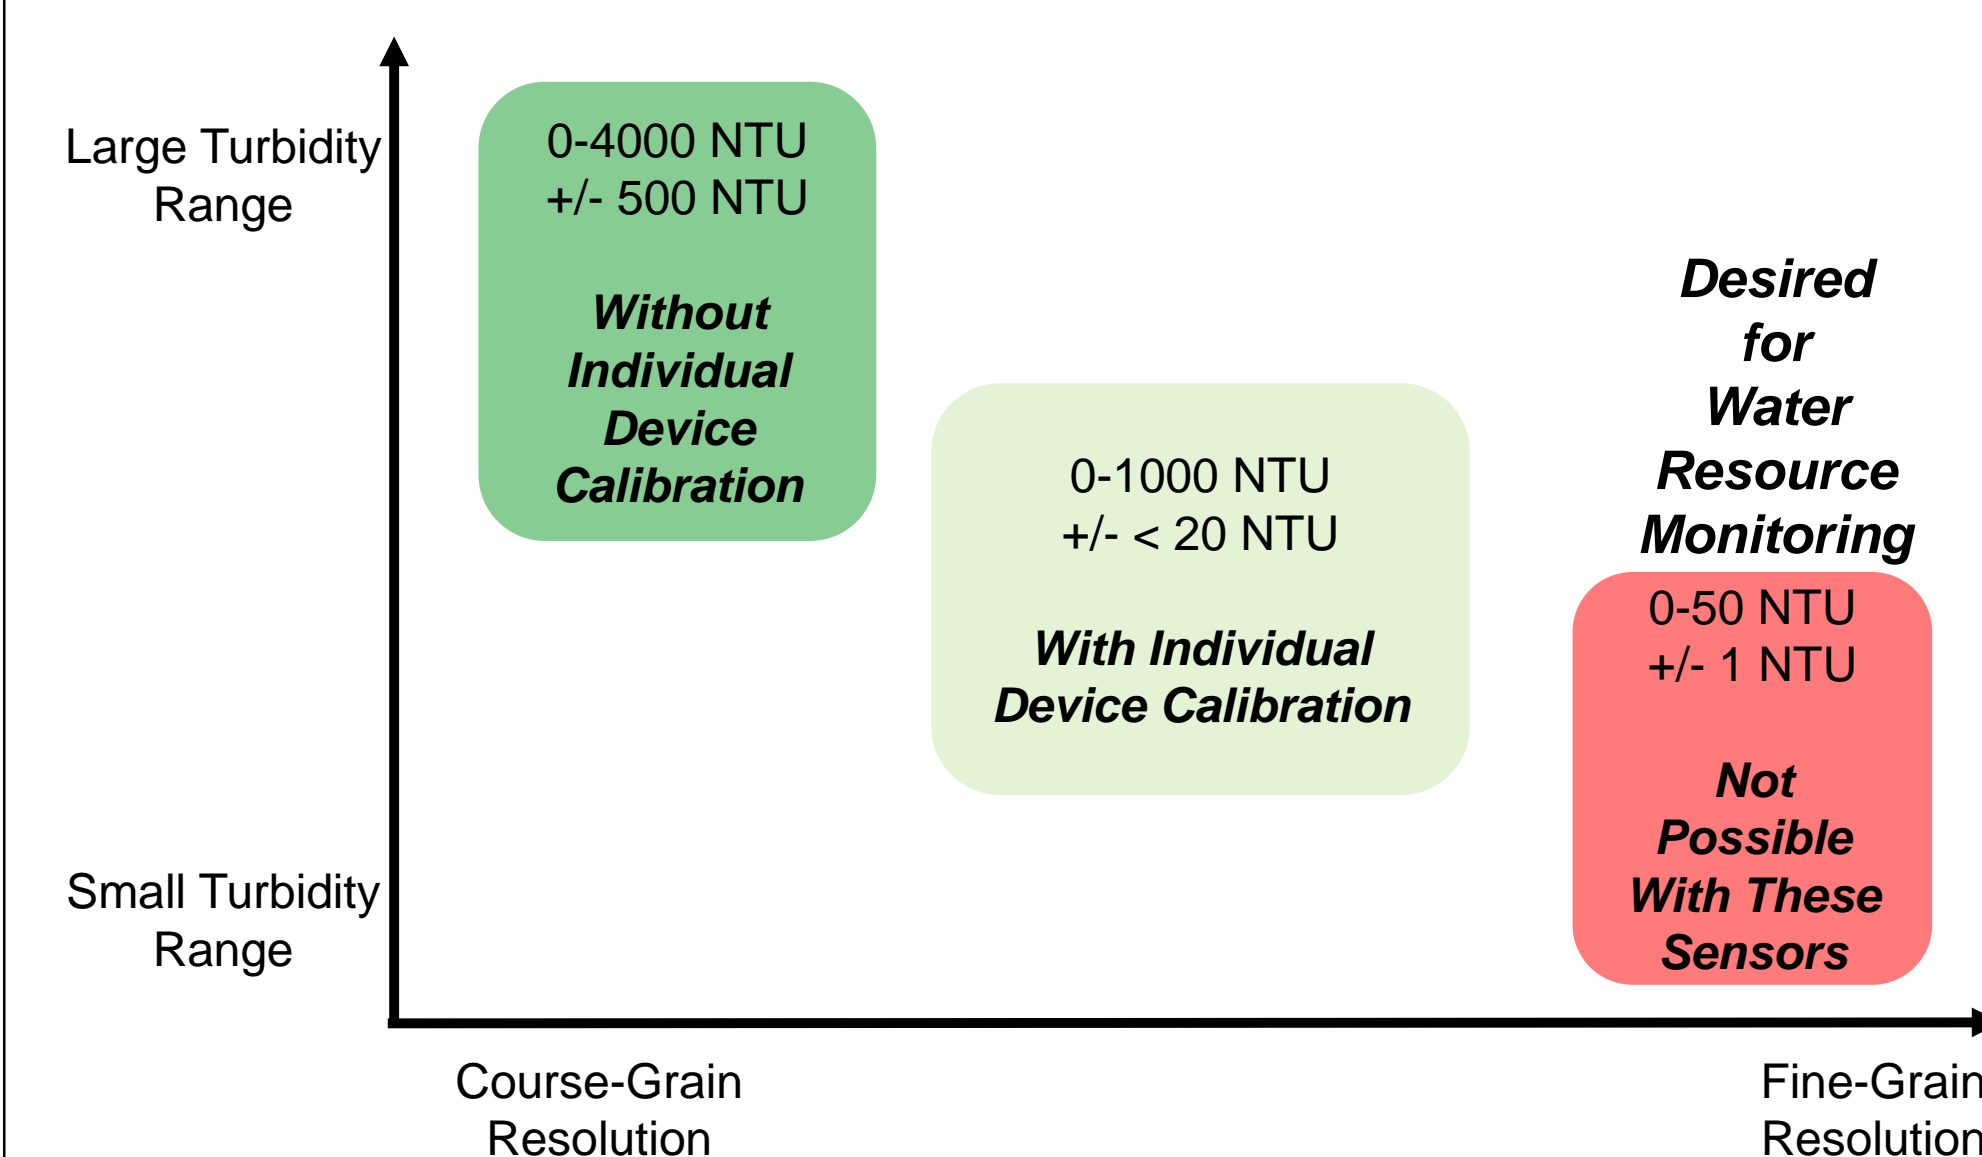 Large Turbidity
Range
0-4000 NTU
+/- 500 NTU
Without
Individual
Device
Calibration
0-1000 NTU
+/- < 20 NTU
With Individual
Device Calibration
Desired
for
Water
Resource
Monitoring
0-50 NTU
+/- 1 NTU
Not
Possible
With These
Sensors
Small Turbidity
Range
Course-Grain
Resolution
Fine-Grain
Resolution